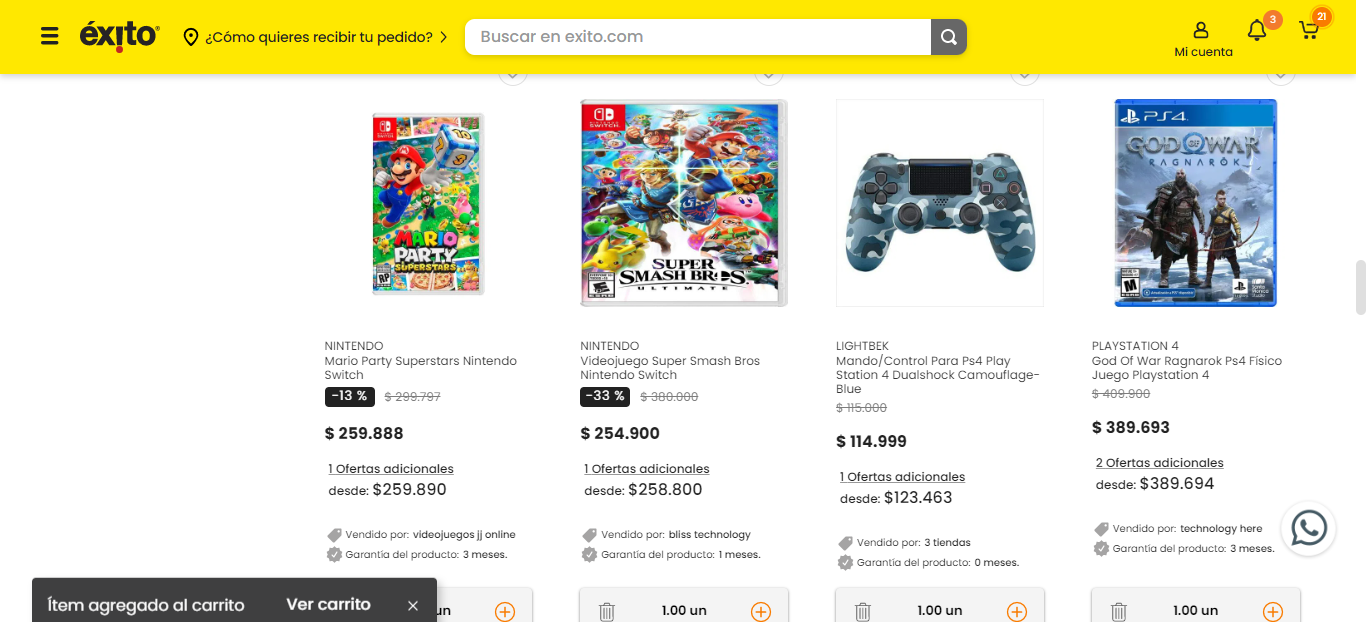 éxito
¿Cómo quieres recibir tu pedido?
Buscar en exito.com
Mi cuenta
3
21
NINTENDO SWITCH
MARIO PARTY SUPERSTARS
RP
NINTENDO SWITCH
SUPER
SMASH BROS.
ULTIMATE
PS4
GOD OF WAR
RAGNARÖK
M
NINTENDO
Mario Party Superstars Nintendo
Switch
-13 % $ 299.797
$ 259.888
1 Ofertas adicionales
desde: $259.890
Vendido por: videojuegos jj online
Garantía del producto: 3 meses.
NINTENDO
Videojuego Super Smash Bros
Nintendo Switch
-33 % $ 380.000
$ 254.900
1 Ofertas adicionales
desde: $258.800
Vendido por: bliss technology
Garantía del producto: 1 meses.
1.00 un
LIGHTBEK
Mando/Control Para Ps4 Play
Station 4 Dualshock Camouflage-
Blue
$ 115.000
$ 114.999
1 Ofertas adicionales
desde: $123.463
Vendido por: 3 tiendas
Garantía del producto: 0 meses.
1.00 un
PLAYSTATION 4
God Of War Ragnarok Ps4 Físico
Juego Playstation 4
$ 409.900
$ 389.693
2 Ofertas adicionales
desde: $389.694
Vendido por: technology here
Garantía del producto: 3 meses.
1.00 un
Ítem agregado al carrito
Ver carrito
un